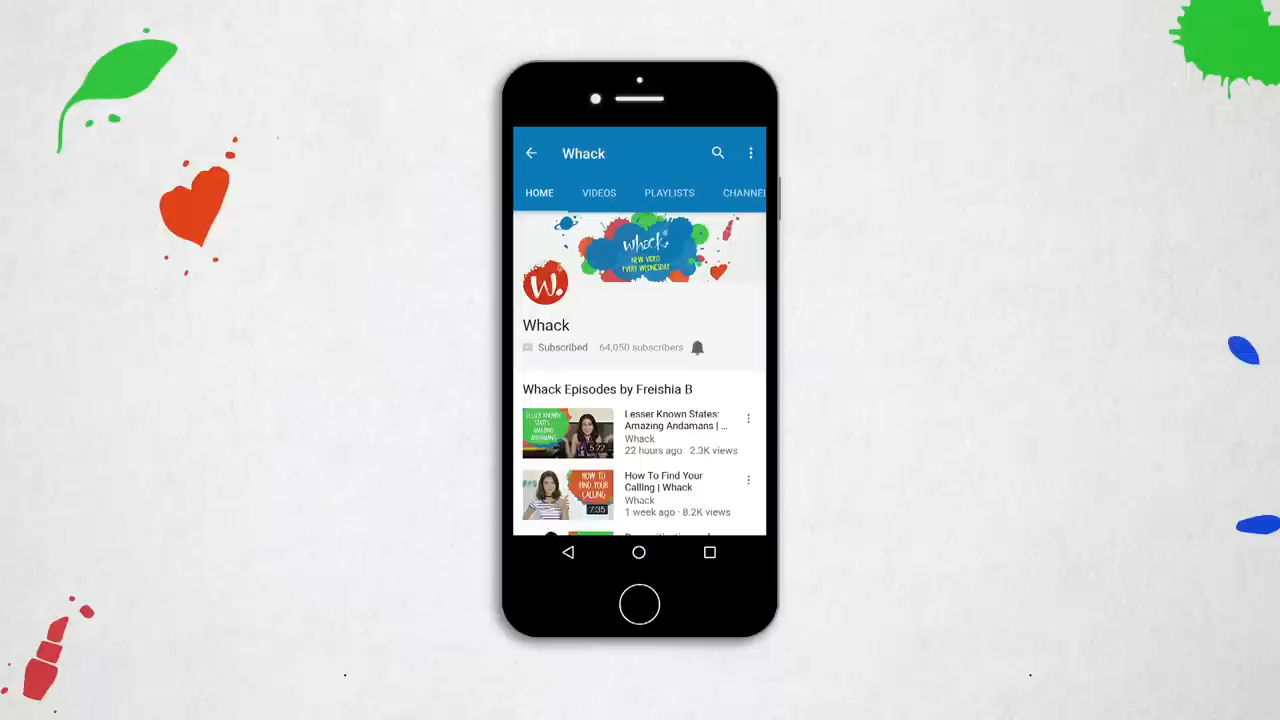 Whack
HOME VIDEOS PLAYLISTS CHANNEL
whack.
NEW VIDEO
EVERY WEDNESDAY
W.
Whack
Subscribed 64,050 subscribers
Whack Episodes by Freishia B
LESSER KNOWN
STATES
AMAZING
ANDAMANS
5:22
Lesser Known States:
Amazing Andamans | ...
Whack
22 hours ago 2.3K views
HOW TO
FIND YOUR
CALLING
7:35
How To Find Your
Calling | Whack
Whack
1 week ago · 8.2K views